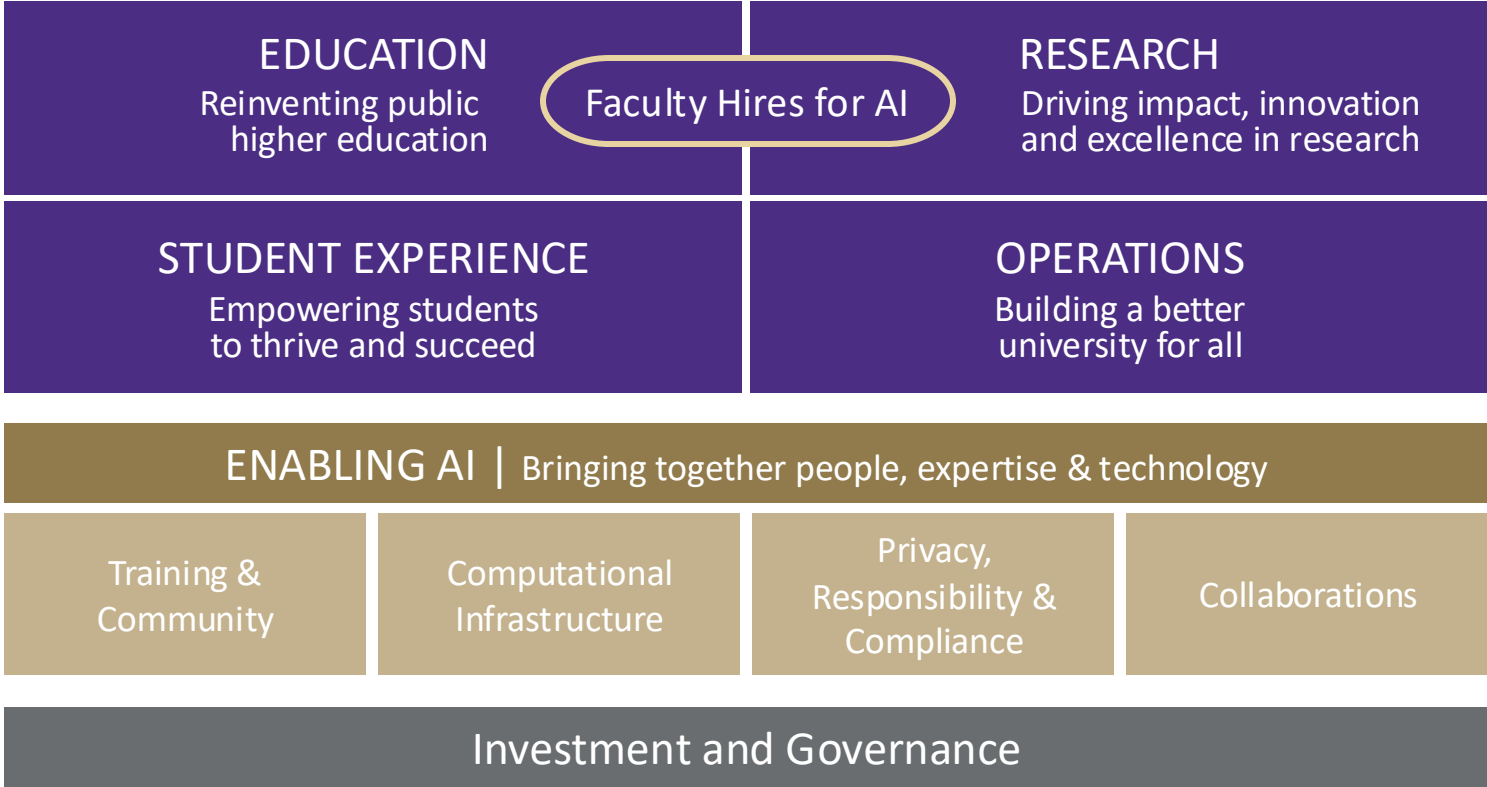 EDUCATION
Reinventing public
higher education
Faculty Hires for AI
RESEARCH
Driving impact, innovation
and excellence in research
STUDENT EXPERIENCE
Empowering students
to thrive and succeed
OPERATIONS
Building a better
university for all
ENABLING AI | Bringing together people, expertise & technology
Training &
Community
Computational
Infrastructure
Privacy,
Responsibility &
Compliance
Collaborations
Investment and Governance